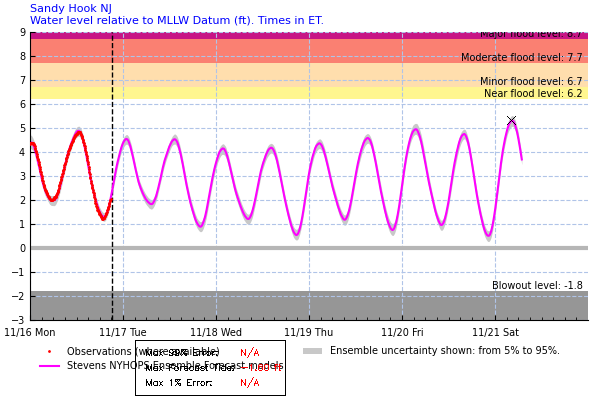 Sandy Hook NJ
Water level relative to MLLW Datum (ft). Times in ET.
9
Major flood level: 8.7
8
Moderate flood level: 7.7
7
Minor flood level: 6.7
Near flood level: 6.2
6
5
4
3
2
1
0
−1
Blowout level: -1.8
−2
−3
11/16 Mon 11/17 Tue 11/18 Wed 11/19 Thu 11/20 Fri 11/21 Sat
Observations (where available)
Stevens NYHOPS Ensemble Forecast models
Ensemble uncertainty shown: from 5% to 95%.
Error: N/A
Max Forecast Tide:
Max 1% Error: N/A